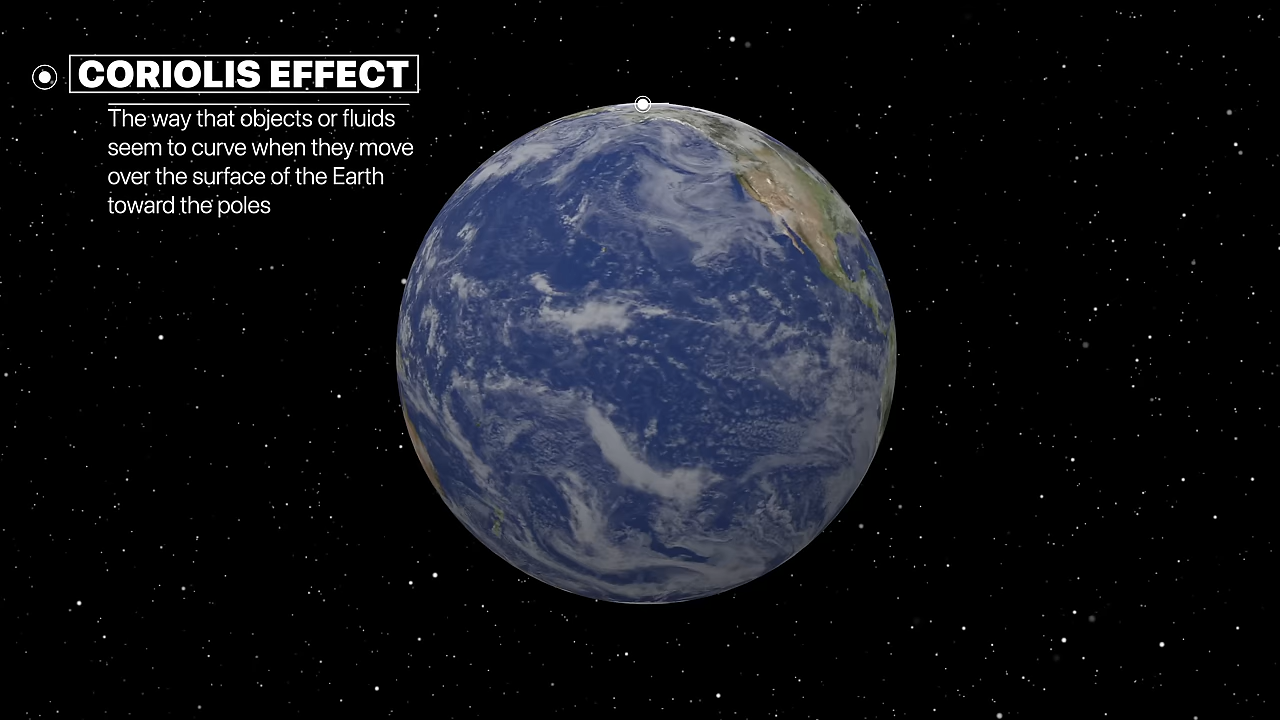 CORIOLIS EFFECT
The way that objects or fluids
seem to curve when they move
over the surface of the Earth
toward the poles